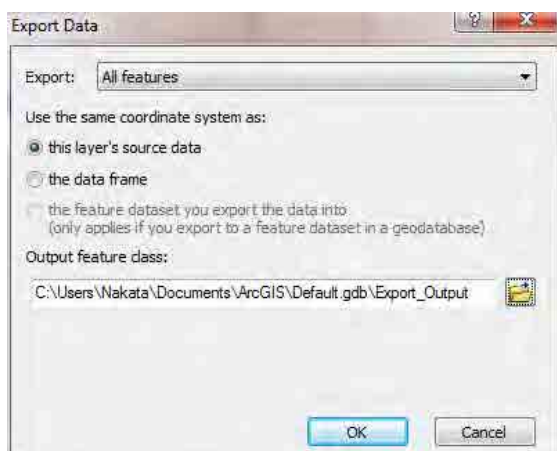 Export Data
Export: All features
Use the same coordinate system as:
this layer's source data
the data frame
the feature dataset you export the data into
(only applies if you export to a feature dataset in a geodatabase)
Output feature class:
C:\Users\Nakata\Documents\ArcGIS\Default.gdb\Export_Output
OK Cancel